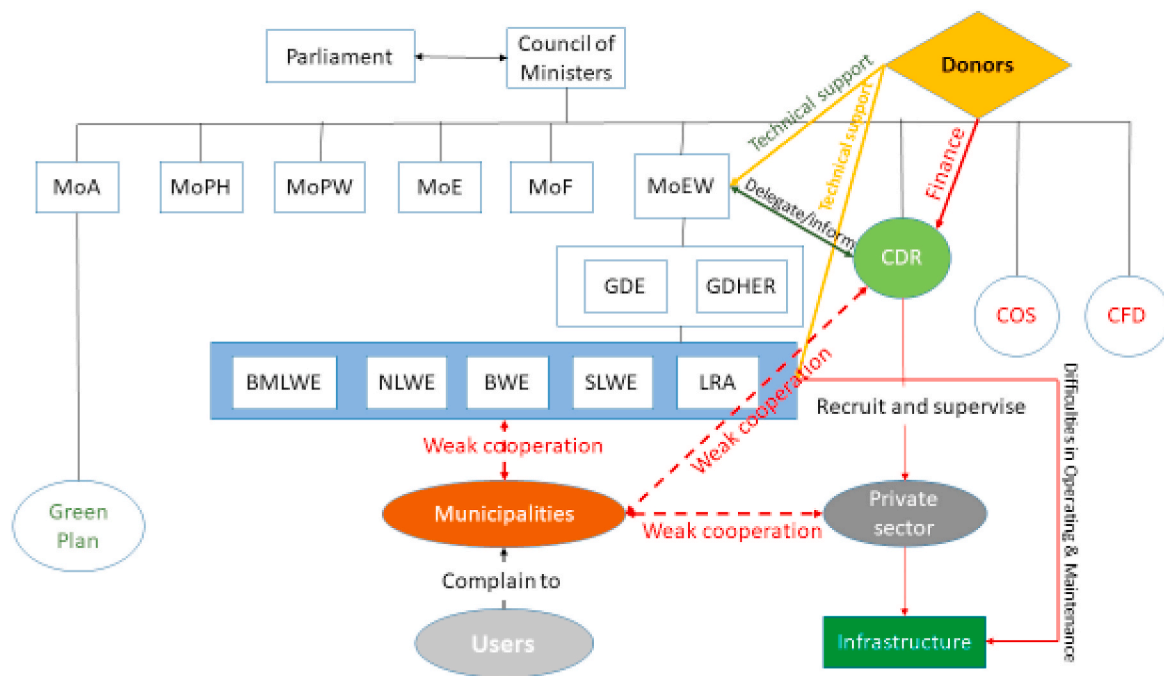 Parliament
Council of
Ministers
Donors
Technical support
Technical support
Finance
MoA
MoPH
MoPW
MoE
MoF
MoEW
Delegate/inform
CDR
GDE
GDHER
COS
CFD
BMLWE
NLWE
BWE
SLWE
LRA
Weak cooperation
Weak cooperation
Recruit and supervise
Difficulties in Operating & Maintenance
Green
Plan
Municipalities
Weak cooperation
Private
sector
Complain to
Users
Infrastructure